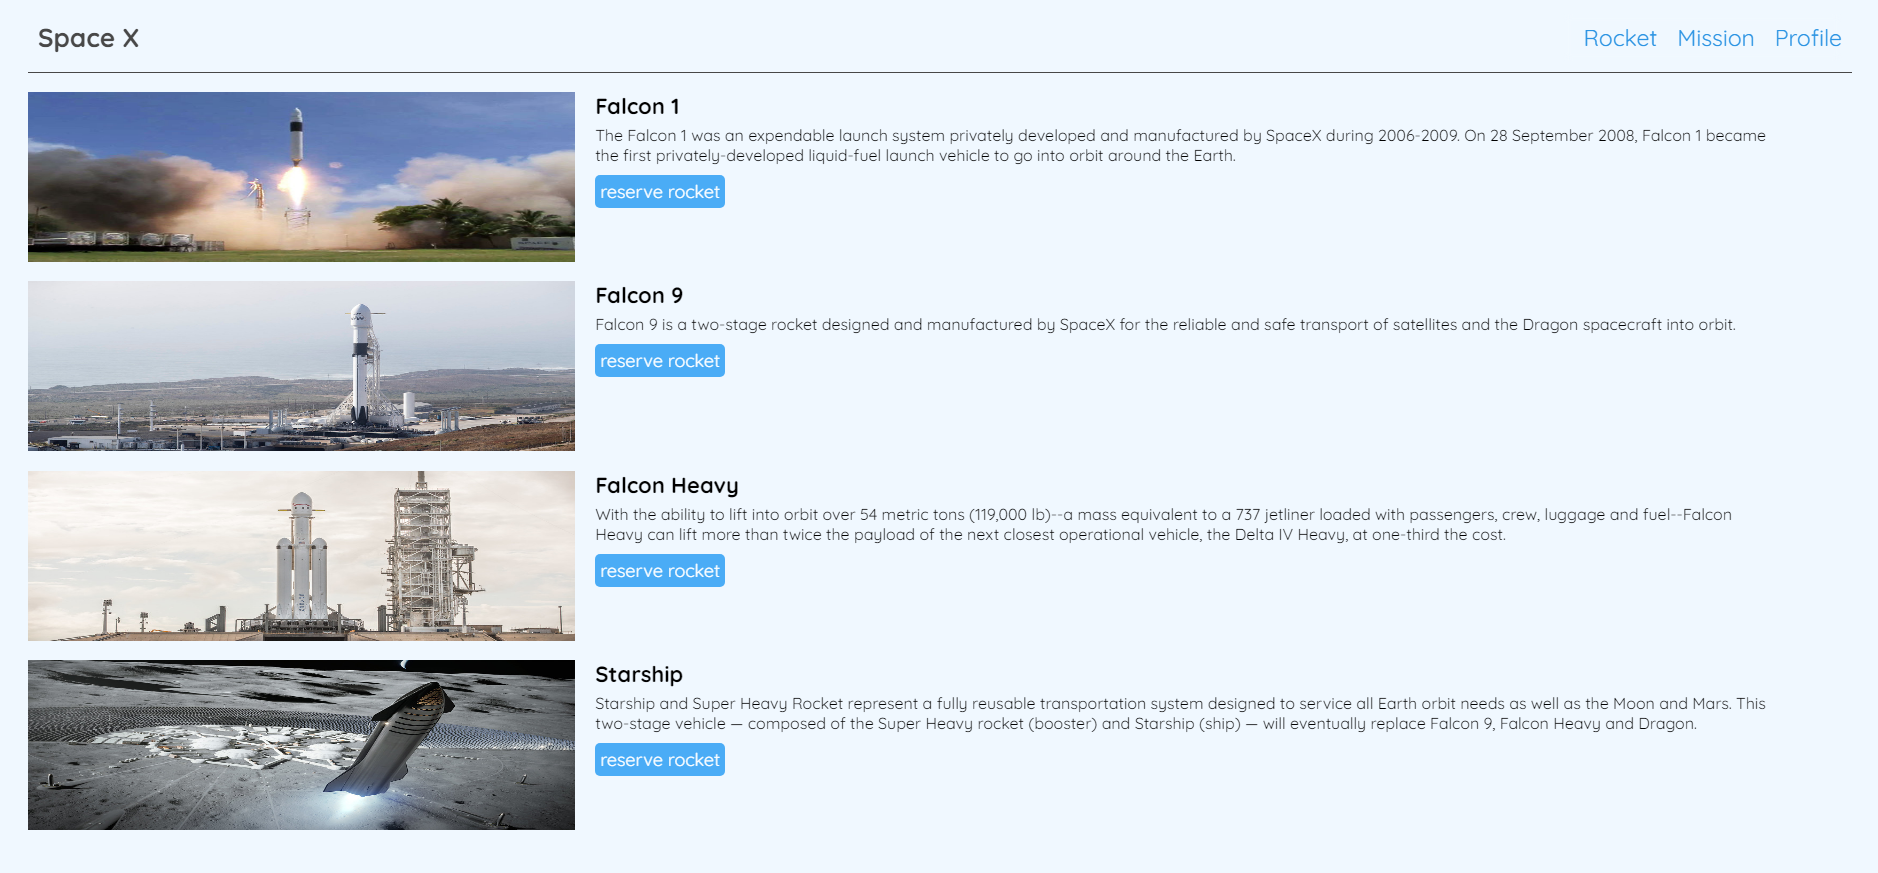 Space X
Rocket Mission Profile
Falcon 1
The Falcon 1 was an expendable launch system privately developed and manufactured by SpaceX during 2006-2009. On 28 September 2008, Falcon 1 became
the first privately-developed liquid-fuel launch vehicle to go into orbit around the Earth.
reserve rocket
Falcon 9
Falcon 9 is a two-stage rocket designed and manufactured by SpaceX for the reliable and safe transport of satellites and the Dragon spacecraft into orbit.
reserve rocket
Falcon Heavy
With the ability to lift into orbit over 54 metric tons (119,000 lb)--a mass equivalent to a 737 jetliner loaded with passengers, crew, luggage and fuel--Falcon
Heavy can lift more than twice the payload of the next closest operational vehicle, the Delta IV Heavy, at one-third the cost.
reserve rocket
Starship
Starship and Super Heavy Rocket represent a fully reusable transportation system designed to service all Earth orbit needs as well as the Moon and Mars. This
two-stage vehicle — composed of the Super Heavy rocket (booster) and Starship (ship) — will eventually replace Falcon 9, Falcon Heavy and Dragon.
reserve rocket